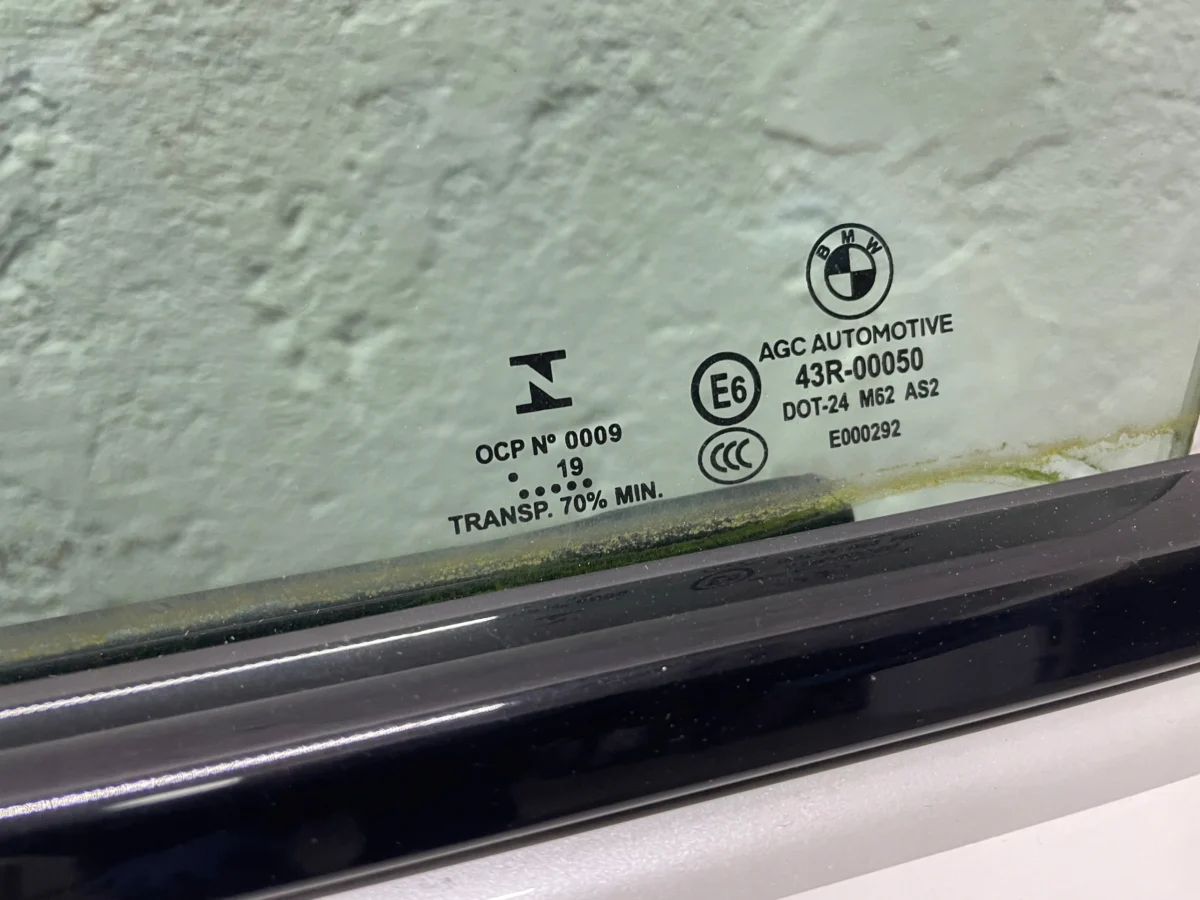 OCP Nº 0009
19
TRANSP. 70% MIN.
BMW
AGC AUTOMOTIVE
E6
43R-00050
DOT-24 M62 AS2
CCC
E000292